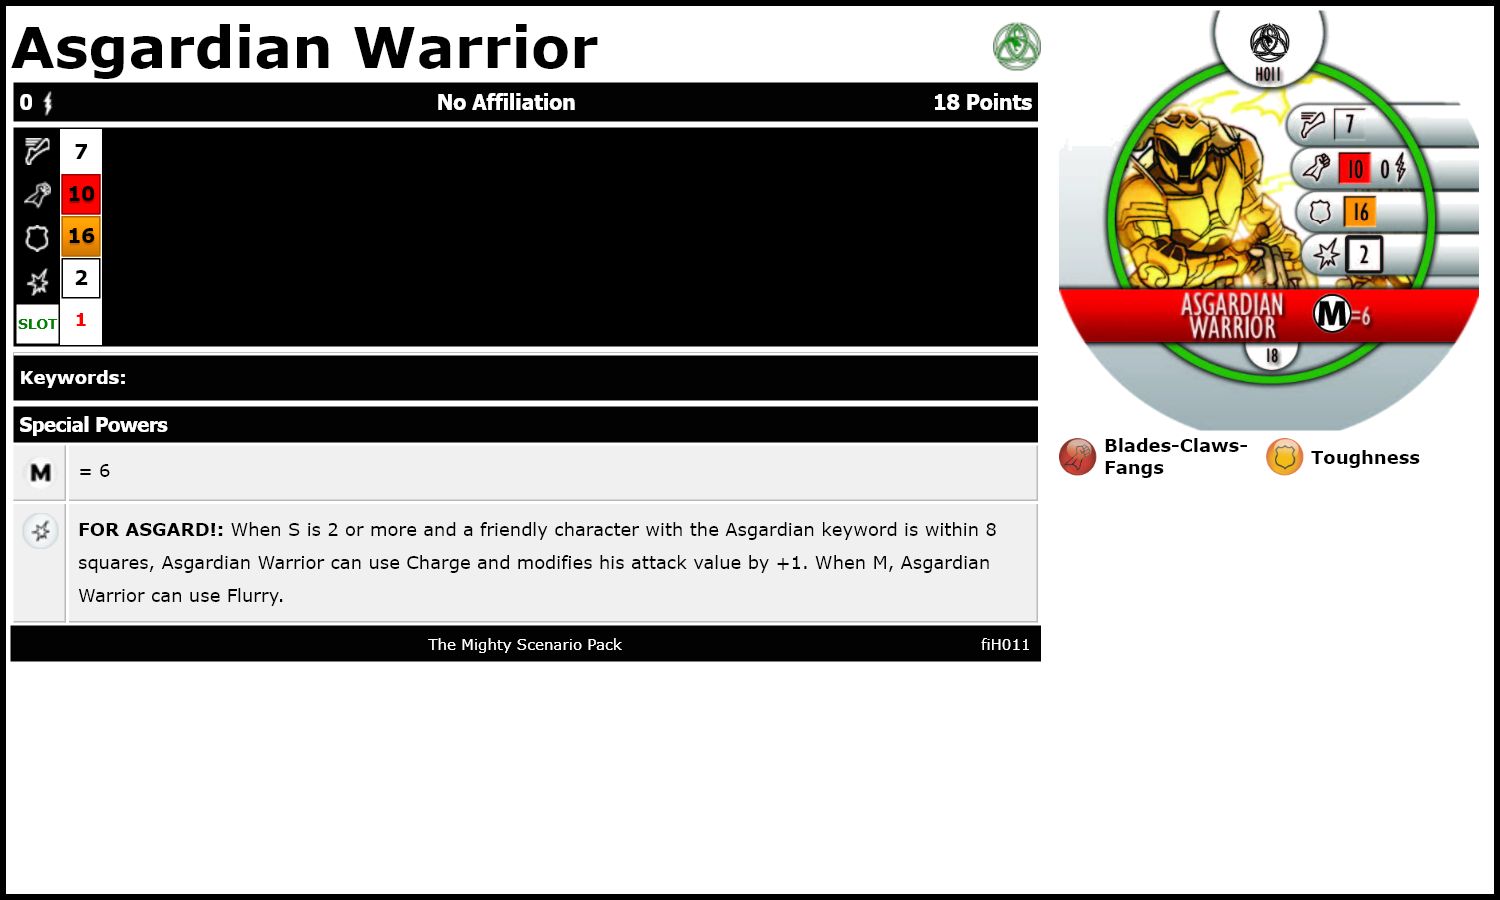 Asgardian Warrior
0 No Affiliation 18 Points
7
10
16
2
SLOT 1
Keywords:
Special Powers
M = 6
FOR ASGARD!: When S is 2 or more and a friendly character with the Asgardian keyword is within 8
squares, Asgardian Warrior can use Charge and modifies his attack value by +1. When M, Asgardian
Warrior can use Flurry.
The Mighty Scenario Pack fiH011
H011
7
10 0
16
2
ASGARDIAN
WARRIOR
M=6
18
Blades-Claws-
Fangs
Toughness